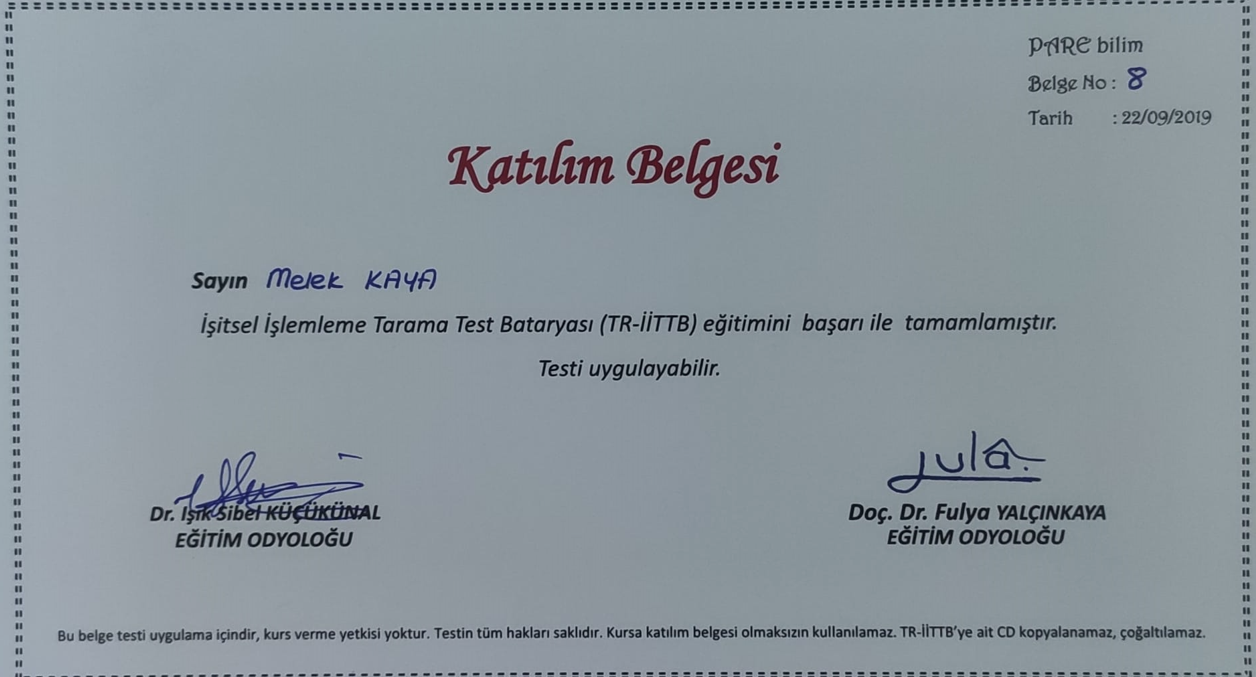 PARE bilim
Belge No : 8
Tarih : 22/09/2019
Katılım Belgesi
Sayın Melek KAYA
İşitsel İşlemleme Tarama Test Bataryası (TR-İİTTB) eğitimini başarı ile tamamlamıştır.
Testi uygulayabilir.
Dr. Işık Sibel KÜÇÜKÜNAL
EĞİTİM ODYOLOĞU
Doç. Dr. Fulya YALÇINKAYA
EĞİTİM ODYOLOĞU
Bu belge testi uygulama içindir, kurs verme yetkisi yoktur. Testin tüm hakları saklıdır. Kursa katılım belgesi olmaksızın kullanılamaz. TR-İİTTB'ye ait CD kopyalanamaz, çoğaltılamaz.